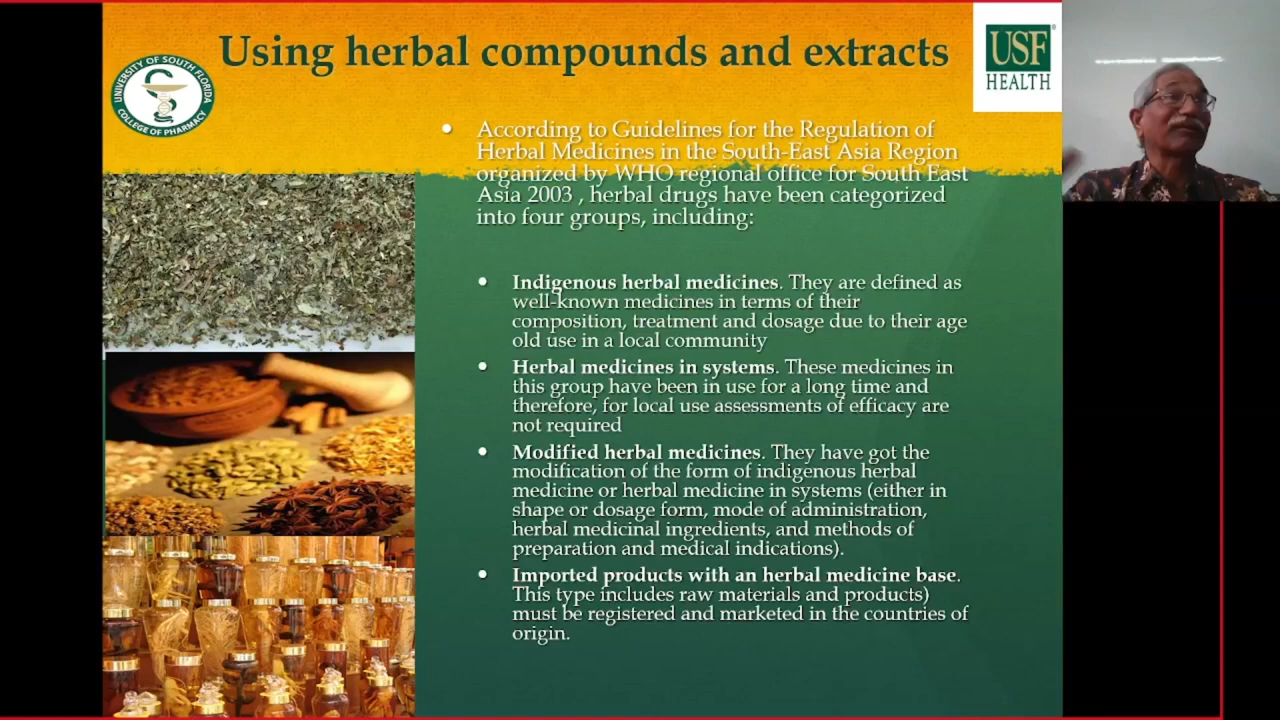 Using herbal compounds and extracts
UNIVERSITY OF SOUTH FLORIDA
COLLEGE OF PHARMACY
USF
HEALTH
• According to Guidelines for the Regulation of
Herbal Medicines in the South-East Asia Region
organized by WHO regional office for South East
Asia 2003 , herbal drugs have been categorized
into four groups, including:
• Indigenous herbal medicines. They are defined as
well-known medicines in terms of their
composition, treatment and dosage due to their age
old use in a local community
• Herbal medicines in systems. These medicines in
this group have been in use for a long time and
therefore, for local use assessments of efficacy are
not required
• Modified herbal medicines. They have got the
modification of the form of indigenous herbal
medicine or herbal medicine in systems (either in
shape or dosage form, mode of administration,
herbal medicinal ingredients, and methods of
preparation and medical indications).
• Imported products with an herbal medicine base.
This type includes raw materials and products)
must be registered and marketed in the countries of
origin.